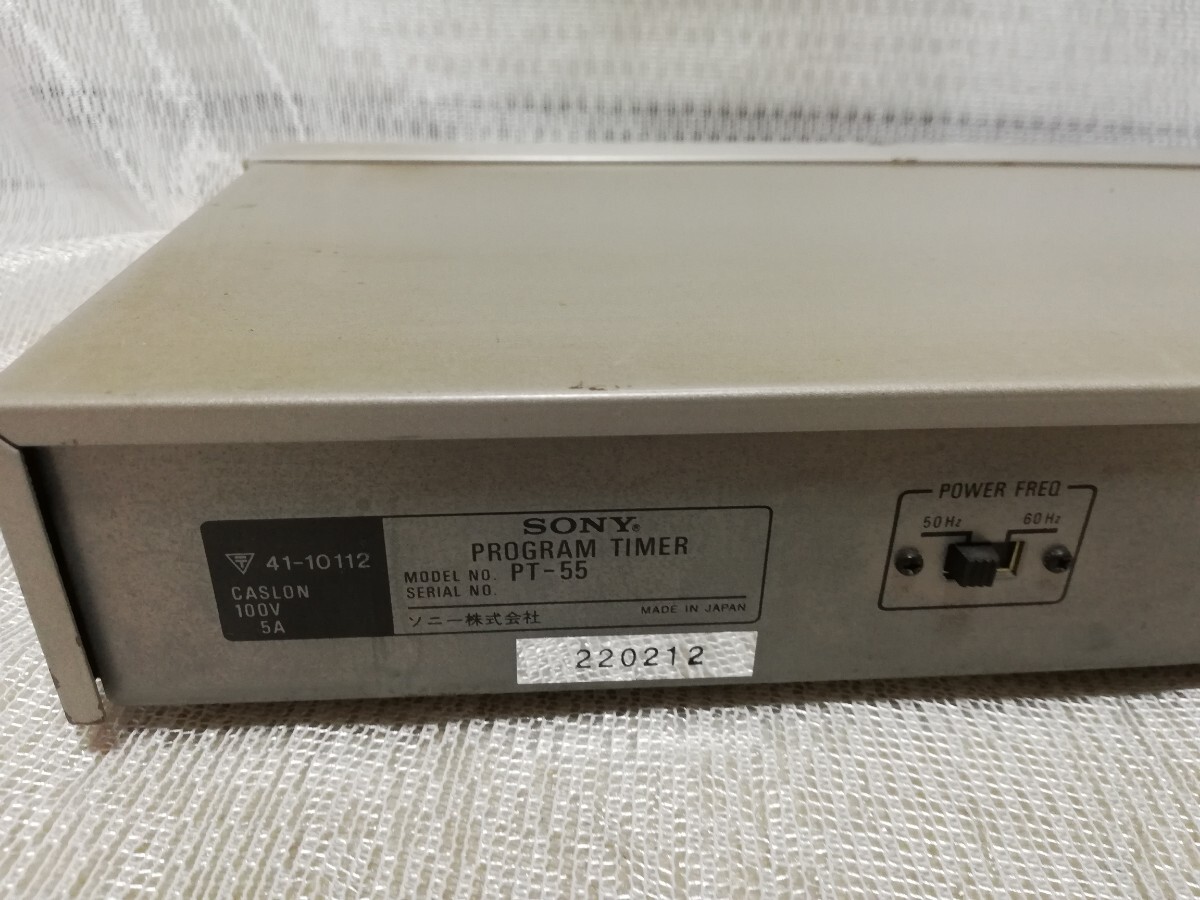 41-10112
CASLON
100V
5A
SONY®
PROGRAM TIMER
MODEL NO. PT-55
SERIAL NO.
ソニー株式会社 MADE IN JAPAN
220212
POWER FREQ
50Hz 60Hz